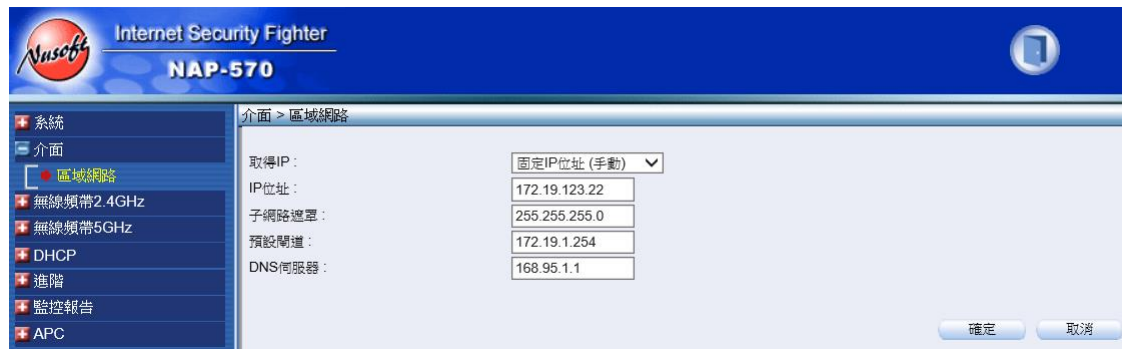 Nusoft
Internet Security Fighter
NAP-570
系統
介面
區域網路
無線頻帶2.4GHz
無線頻帶5GHz
DHCP
進階
監控報告
APC
介面 > 區域網路
取得IP : 固定IP位址 (手動)
IP位址 : 172.19.123.22
子網路遮罩 : 255.255.255.0
預設閘道 : 172.19.1.254
DNS伺服器 : 168.95.1.1
確定 取消